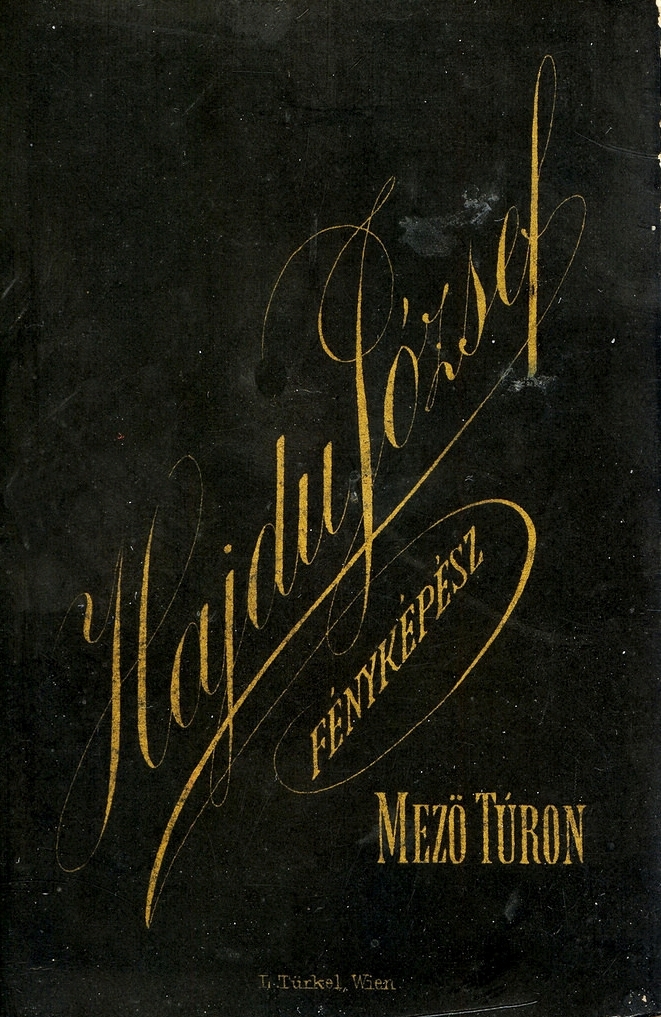 Hajdu József
FÉNYKÉPÉSZ
MEZÖ TÚRON
L. Türkel, Wien